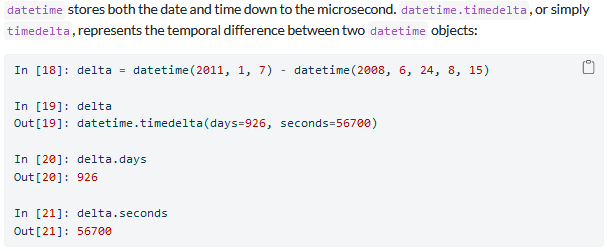 datetime stores both the date and time down to the microsecond. datetime.timedelta, or simply
timedelta, represents the temporal difference between two datetime objects:
In [18]: delta = datetime(2011, 1, 7) - datetime(2008, 6, 24, 8, 15)
In [19]: delta
Out[19]: datetime.timedelta(days=926, seconds=56700)
In [20]: delta.days
Out[20]: 926
In [21]: delta.seconds
Out[21]: 56700